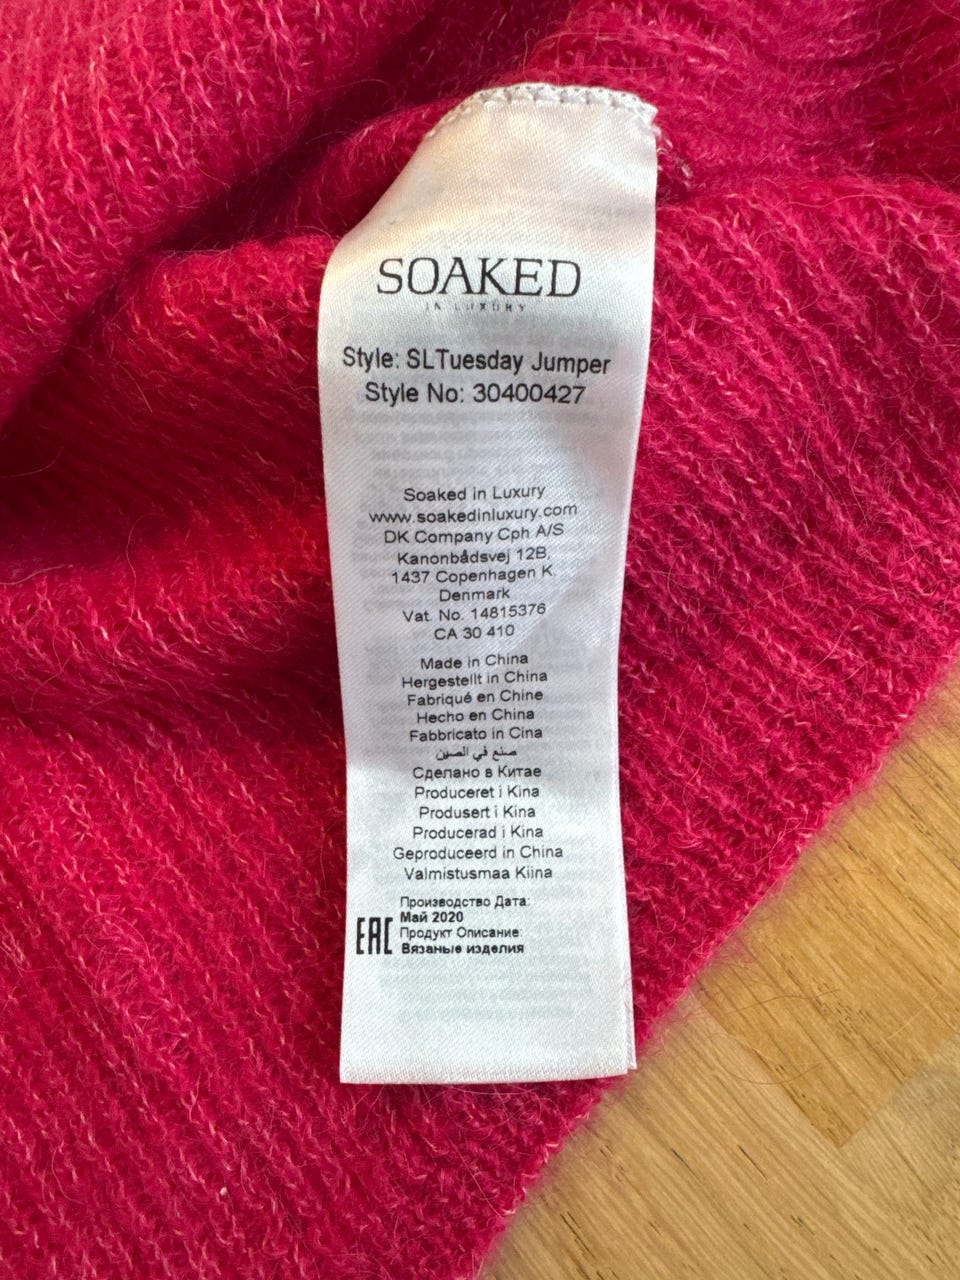 SOAKED
IN LUXURY
Style: SLTuesday Jumper
Style No: 30400427
Soaked in Luxury
www.soakedinluxury.com
DK Company Cph A/S
Kanonbådsvej 12B,
1437 Copenhagen K.
Denmark
Vat. No. 14815376
CA 30 410
Made in China
Hergestellt in China
Fabriqué en Chine
Hecho en China
Fabbricato in Cina
صنع في الصين
Сделано в Китае
Produceret i Kina
Produsert i Kina
Producerad i Kina
Geproduceerd in China
Valmistusmaa Kiina
Производство Дата:
Май 2020
EAC
Продукт Описание:
Вязаные изделия